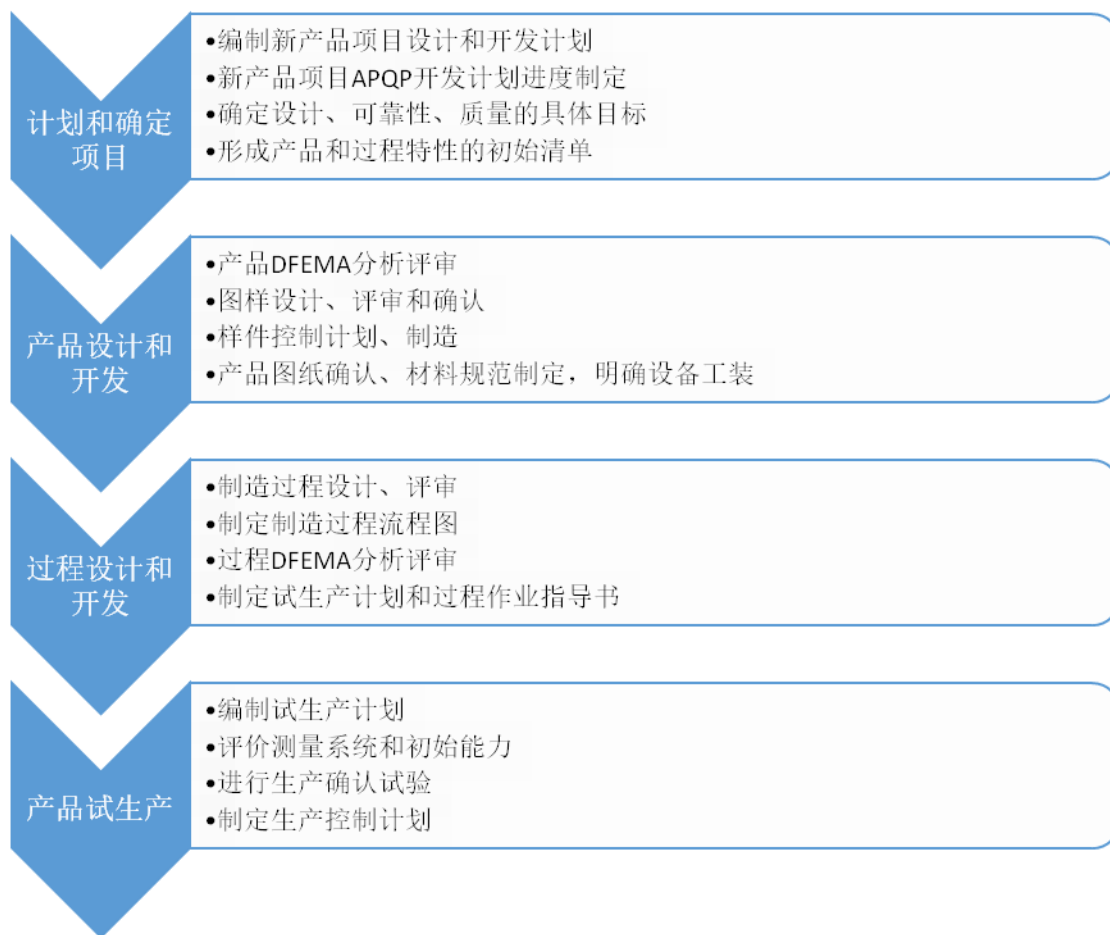 计划和确定
项目
•编制新产品项目设计和开发计划
•新产品项目APQP开发计划进度制定
•确定设计、可靠性、质量的具体目标
•形成产品和过程特性的初始清单
产品设计和
开发
•产品DFEMA分析评审
•图样设计、评审和确认
•样件控制计划、制造
•产品图纸确认、材料规范制定，明确设备工装
过程设计和
开发
•制造过程设计、评审
•制定制造过程流程图
•过程DFEMA分析评审
•制定试生产计划和过程作业指导书
产品试生产
•编制试生产计划
•评价测量系统和初始能力
•进行生产确认试验
•制定生产控制计划